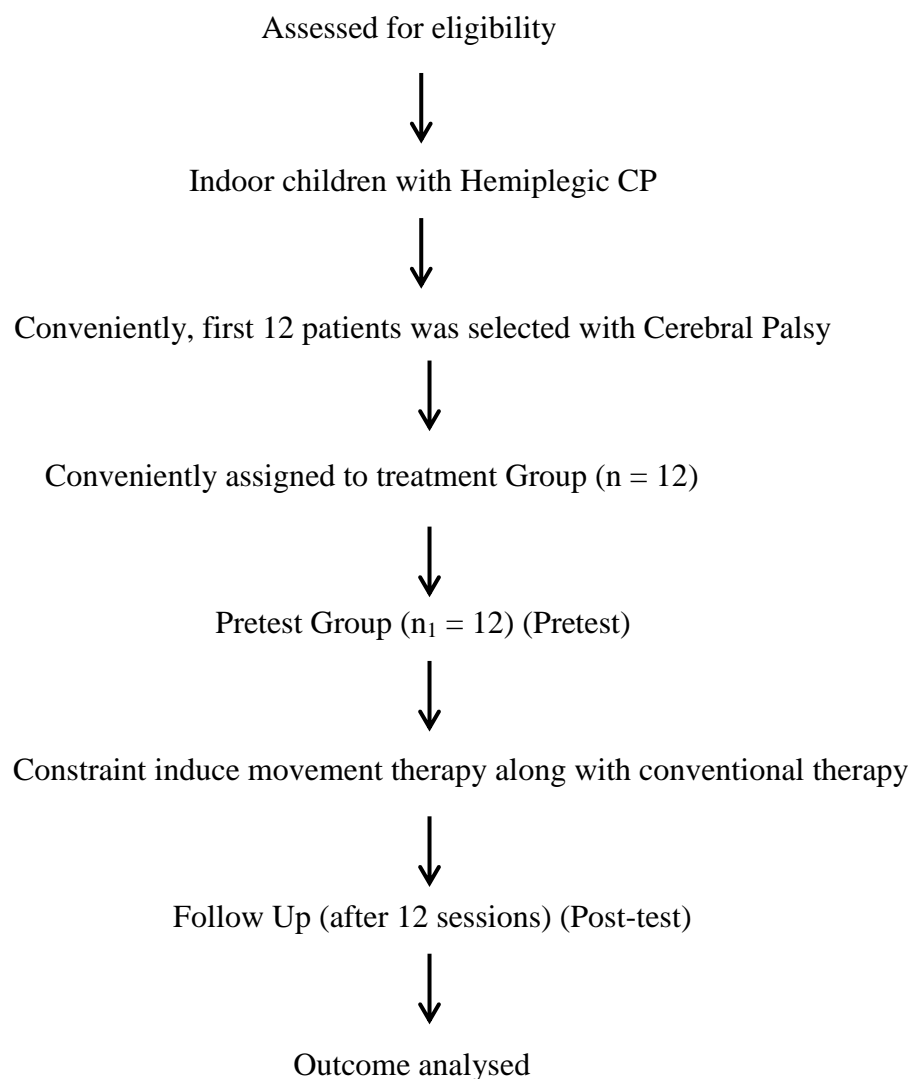 Assessed for eligibility
Indoor children with Hemiplegic CP
Conveniently, first 12 patients was selected with Cerebral Palsy
Conveniently assigned to treatment Group (n = 12)
Pretest Group (n₁ = 12) (Pretest)
Constraint induce movement therapy along with conventional therapy
Follow Up (after 12 sessions) (Post-test)
Outcome analysed